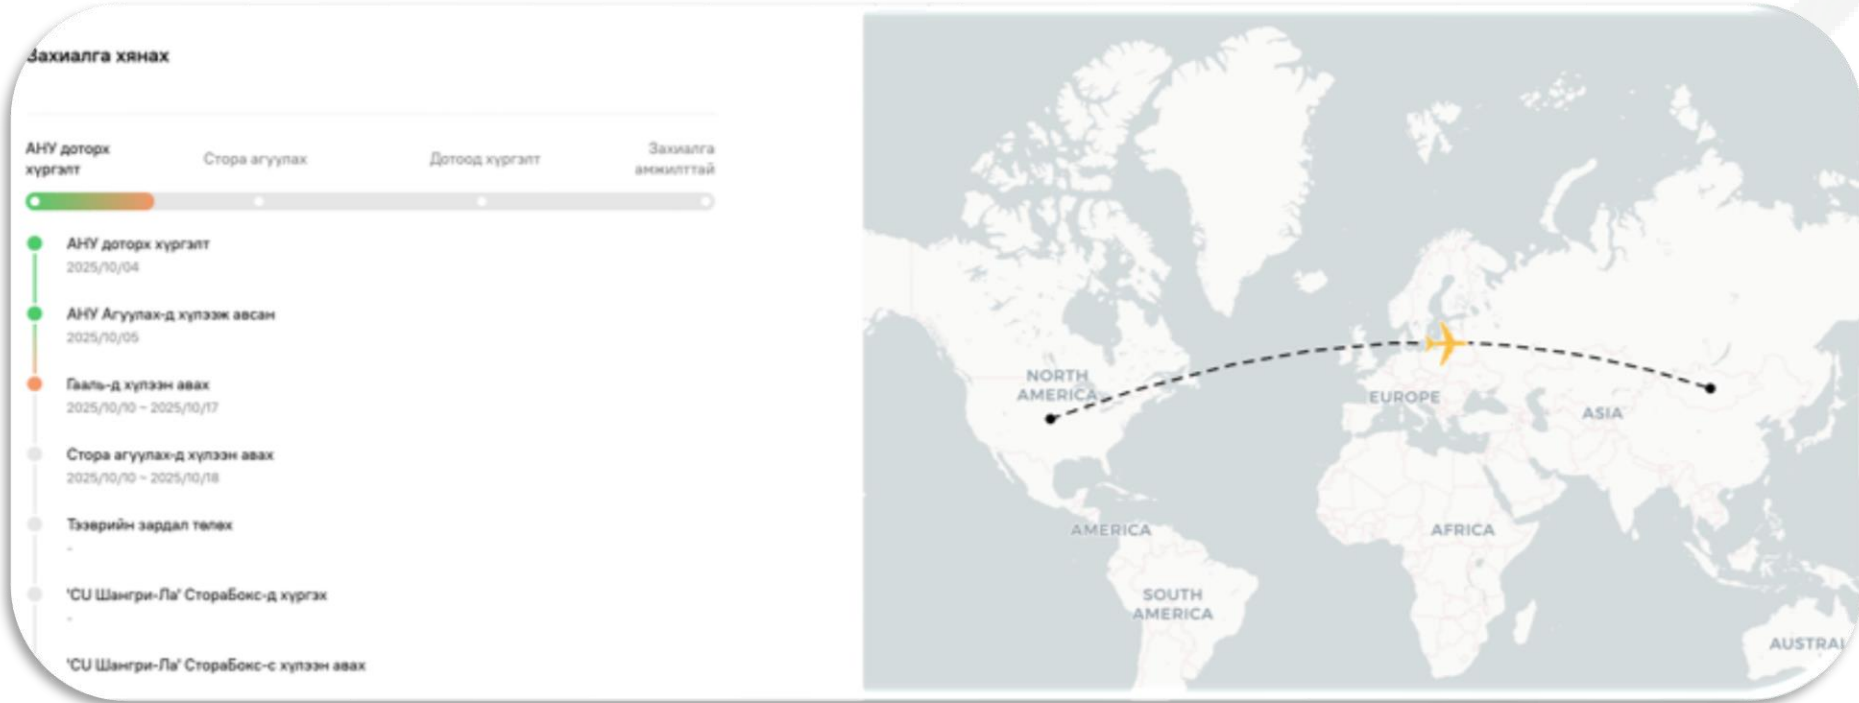 Захиалга хянах
АНУ доторх
хүргэлт
Стора агуулах
Дотоод хүргэлт
Захиалга
амжилттай
АНУ доторх хүргэлт
2025/10/04
АНУ Агуулах-д хүлээж авсан
2025/10/05
Гааль-д хүлээн авах
2025/10/10 ~ 2025/10/17
Стора агуулах-д хүлээн авах
2025/10/10 ~ 2025/10/18
Тээврийн зардал төлөх
-
'CU Шангри-Ла' СтораБокс-д хүргэх
-
'CU Шангри-Ла' СтораБокс-с хүлээн авах
NORTH
AMERICA
EUROPE
ASIA
AMERICA
AFRICA
SOUTH
AMERICA
AUSTRAL